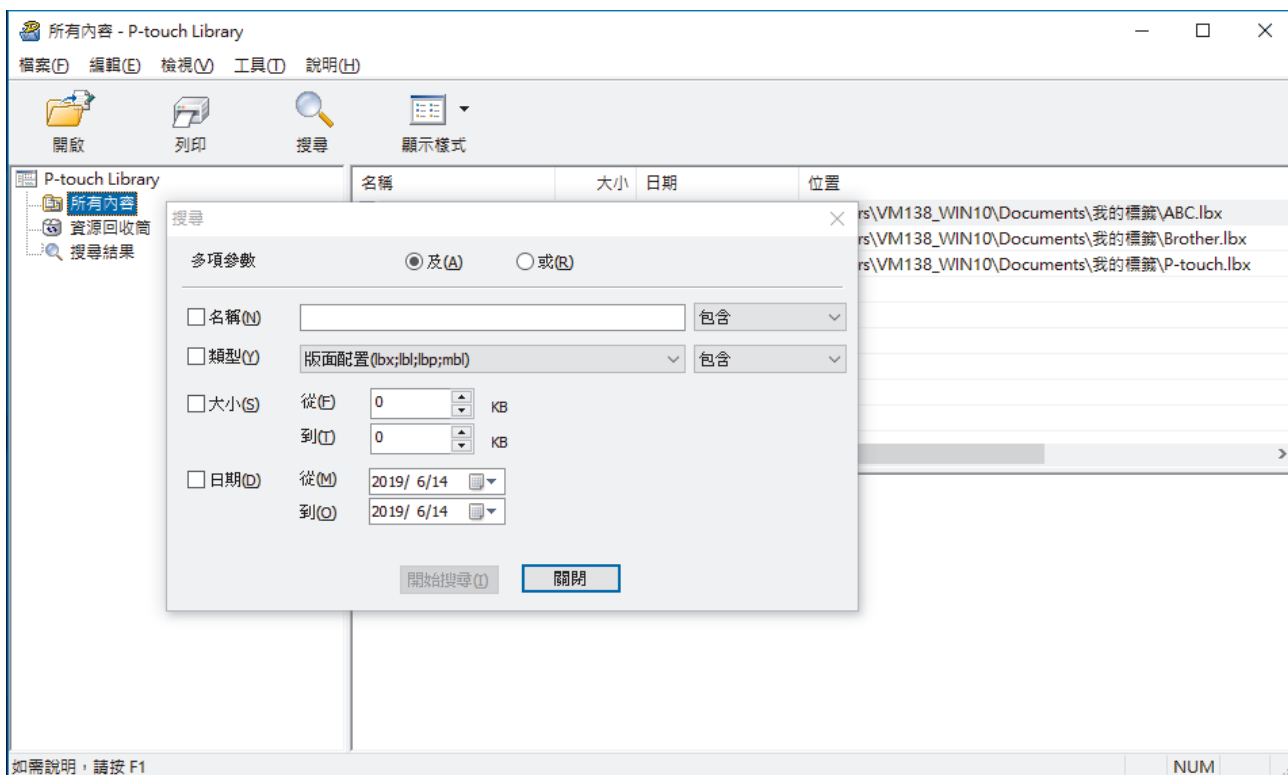 所有內容 - P-touch Library
檔案(F) 編輯(E) 檢視(V) 工具(T) 說明(H)
開啟 列印 搜尋 顯示樣式
P-touch Library
所有內容
資源回收筒
搜尋結果
名稱 大小 日期 位置
rs\VM138_WIN10\Documents\我的標籤\ABC.lbx
rs\VM138_WIN10\Documents\我的標籤\Brother.lbx
rs\VM138_WIN10\Documents\我的標籤\P-touch.lbx
搜尋
多項參數 及(A) 或(R)
名稱(N) 包含
類型(Y) 版面配置(lbx;lbl;lbp;mbl) 包含
大小(S) 從(F) 0 KB
到(T) 0 KB
日期(D) 從(M) 2019/ 6/14
到(O) 2019/ 6/14
開始搜尋(I) 關閉
如需說明，請按 F1 NUM